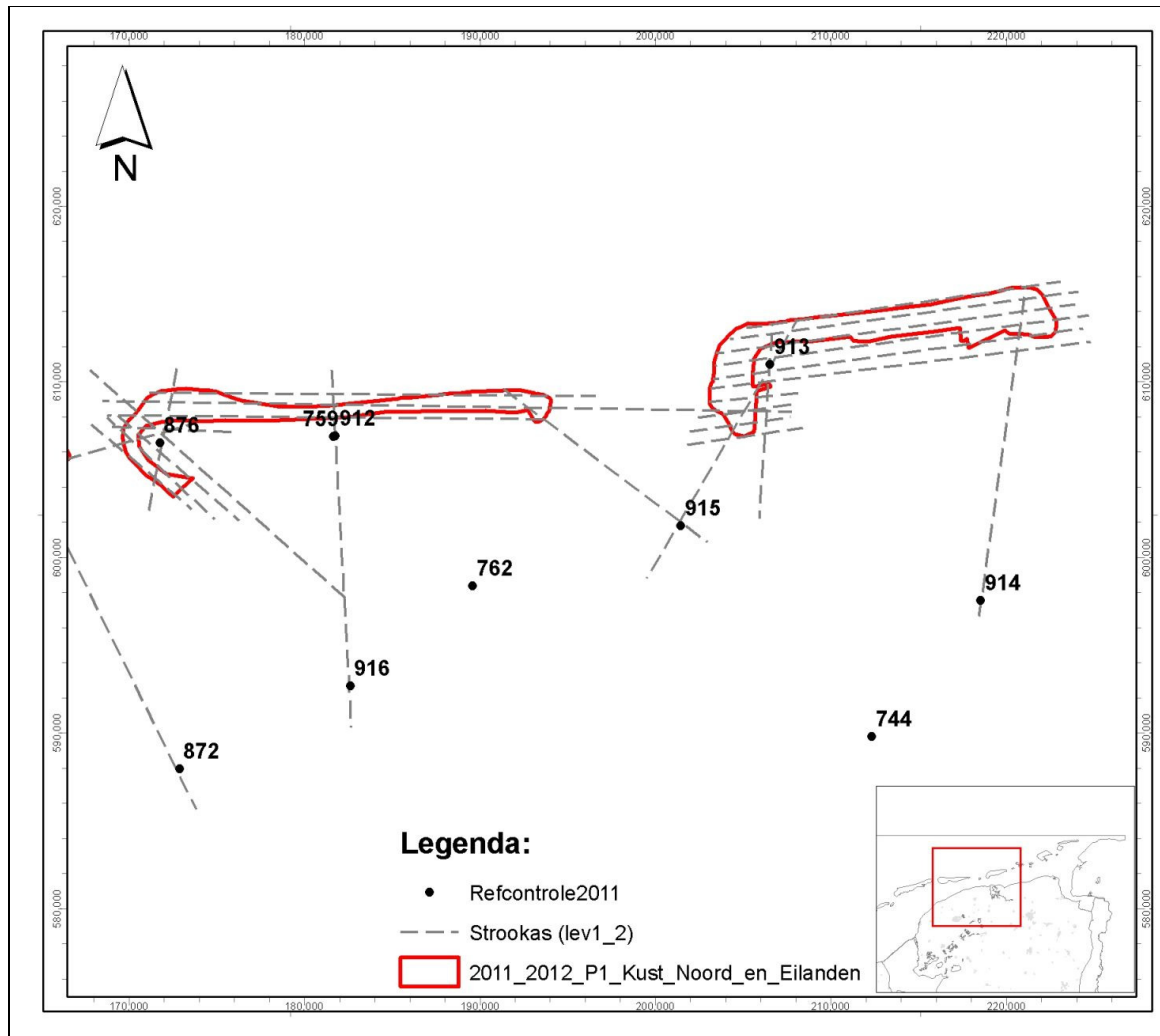 170,000 180,000 190,000 200,000 210,000 220,000
620,000 620,000
N
913
610,000 610,000
876
759912
915
762
600,000 600,000
914
916
744
590,000 590,000
872
Legenda:
Refcontrole2011
Strookas (lev1_2)
580,000 580,000
2011_2012_P1_Kust_Noord_en_Eilanden
170,000 180,000 190,000 200,000 210,000 220,000